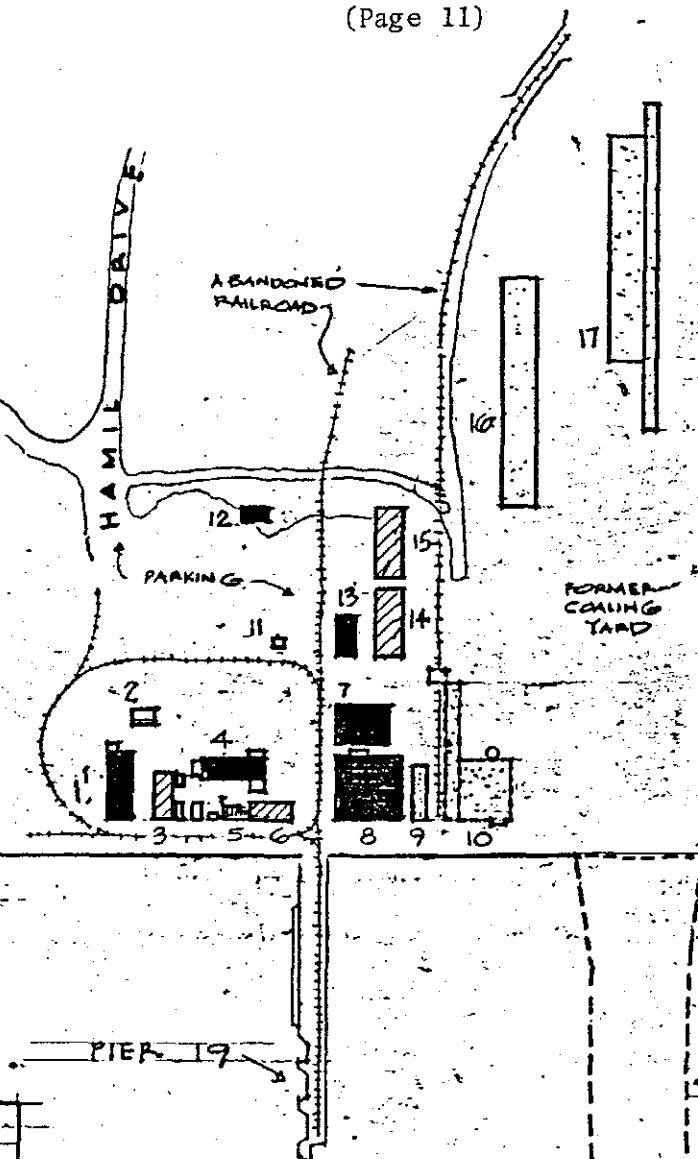 (Page 11)
HAMIL DRIVE
ABANDONED
RAILROAD
17
16
12
15
PARKING
13
14
11
FORMER
COALING
YARD
2
7
4
1
3
5
6
8
9
10
PIER 19